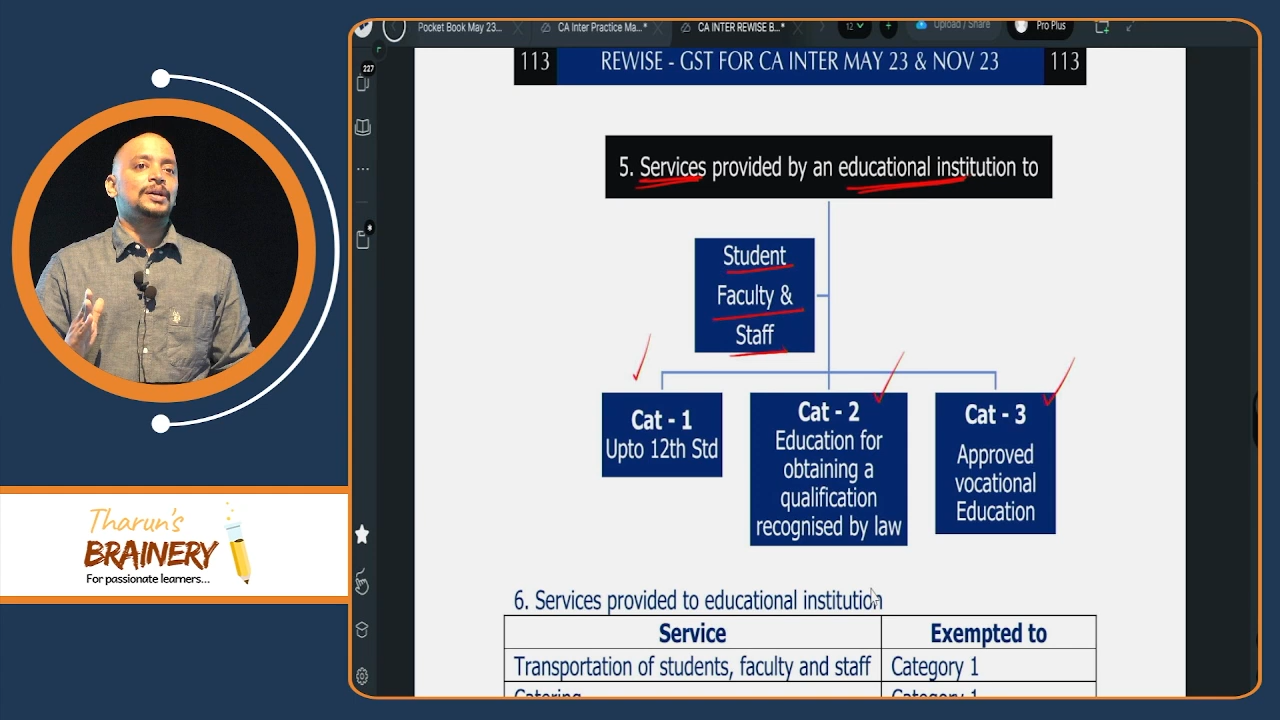 Pocket Book May 23...
CA Inter Practice Ma...*
CA INTER REWISE B...*
12
Upload / Share
Pro Plus
227
113 REWISE - GST FOR CA INTER MAY 23 & NOV 23 113
5. Services provided by an educational institution to
Student
Faculty &
Staff
Cat - 1
Upto 12th Std
Cat - 2
Education for
obtaining a
qualification
recognised by law
Cat - 3
Approved
vocational
Education
6. Services provided to educational institution
Service Exempted to
Transportation of students, faculty and staff Category 1
Catering Category 1
Tharun's
BRAINERY
For passionate learners...